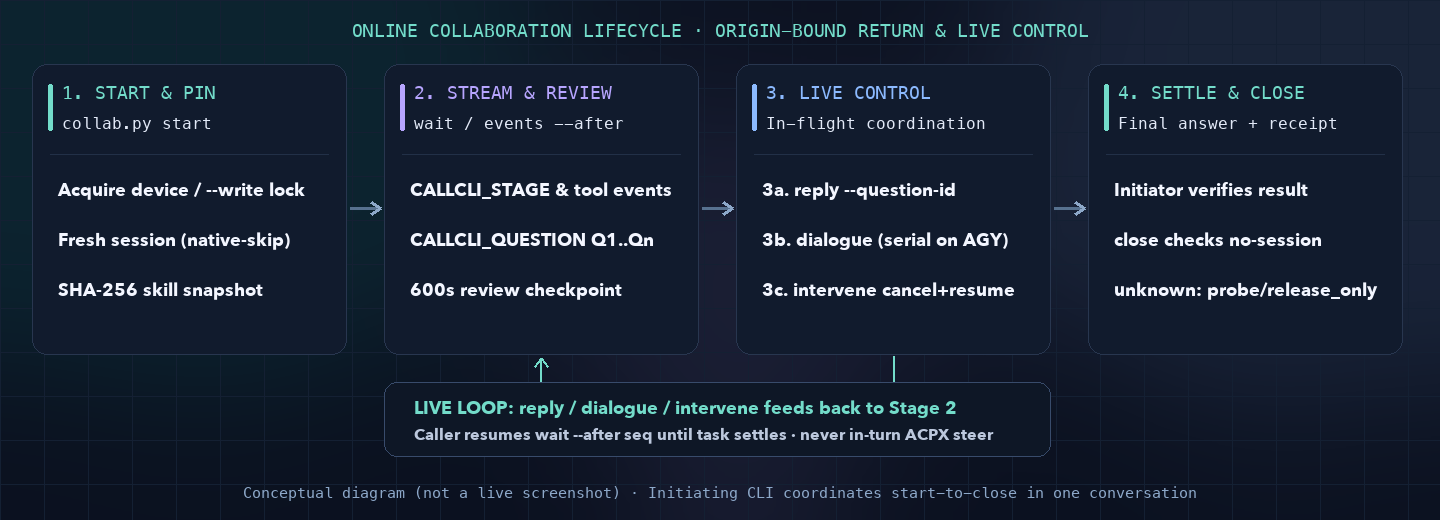 ONLINE COLLABORATION LIFECYCLE · ORIGIN–BOUND RETURN & LIVE CONTROL
1. START & PIN
collab.py start
Acquire device / --write lock
Fresh session (native-skip)
SHA-256 skill snapshot
2. STREAM & REVIEW
wait / events ––after
CALLCLI_STAGE & tool events
CALLCLI_QUESTION Q1..Qn
600s review checkpoint
3. LIVE CONTROL
In–flight coordination
3a. reply --question-id
3b. dialogue (serial on AGY)
3c. intervene cancel+resume
4. SETTLE & CLOSE
Final answer + receipt
Initiator verifies result
close checks no-session
unknown: probe/release_only
LIVE LOOP: reply / dialogue / intervene feeds back to Stage 2
Caller resumes wait --after seq until task settles · never in-turn ACPX steer
Conceptual diagram (not a live screenshot) · Initiating CLI coordinates start–to–close in one conversation